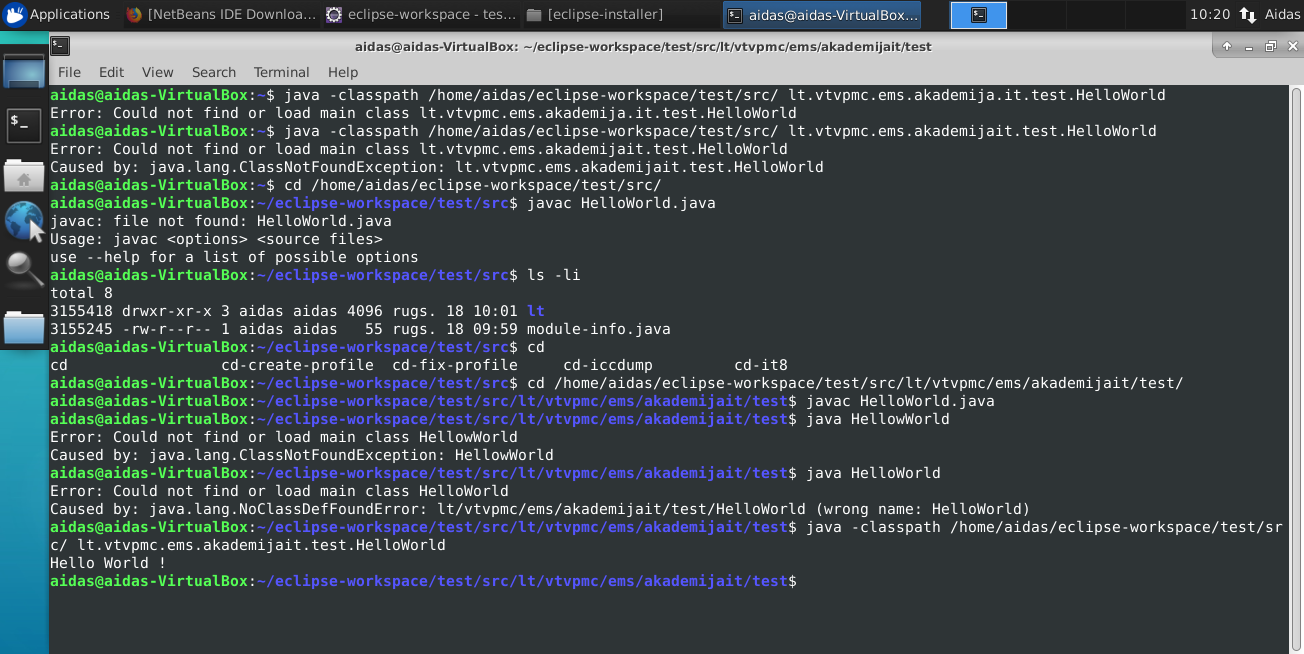 Applications [NetBeans IDE Downloa... eclipse-workspace - tes... [eclipse-installer] aidas@aidas-VirtualBox... 10:20 Aidas
aidas@aidas-VirtualBox: ~/eclipse-workspace/test/src/lt/vtvpmc/ems/akademijait/test
File Edit View Search Terminal Help
aidas@aidas-VirtualBox:~$ java -classpath /home/aidas/eclipse-workspace/test/src/ lt.vtvpmc.ems.akademija.it.test.HelloWorld
Error: Could not find or load main class lt.vtvpmc.ems.akademija.it.test.HelloWorld
aidas@aidas-VirtualBox:~$ java -classpath /home/aidas/eclipse-workspace/test/src/ lt.vtvpmc.ems.akademijait.test.HelloWorld
Error: Could not find or load main class lt.vtvpmc.ems.akademijait.test.HelloWorld
Caused by: java.lang.ClassNotFoundException: lt.vtvpmc.ems.akademijait.test.HelloWorld
aidas@aidas-VirtualBox:~$ cd /home/aidas/eclipse-workspace/test/src/
aidas@aidas-VirtualBox:~/eclipse-workspace/test/src$ javac HelloWorld.java
javac: file not found: HelloWorld.java
Usage: javac <options> <source files>
use --help for a list of possible options
aidas@aidas-VirtualBox:~/eclipse-workspace/test/src$ ls -li
total 8
3155418 drwxr-xr-x 3 aidas aidas 4096 rugs. 18 10:01 lt
3155245 -rw-r--r-- 1 aidas aidas   55 rugs. 18 09:59 module-info.java
aidas@aidas-VirtualBox:~/eclipse-workspace/test/src$ cd
cd                 cd-create-profile  cd-fix-profile     cd-iccdump         cd-it8
aidas@aidas-VirtualBox:~/eclipse-workspace/test/src$ cd /home/aidas/eclipse-workspace/test/src/lt/vtvpmc/ems/akademijait/test/
aidas@aidas-VirtualBox:~/eclipse-workspace/test/src/lt/vtvpmc/ems/akademijait/test$ javac HelloWorld.java
aidas@aidas-VirtualBox:~/eclipse-workspace/test/src/lt/vtvpmc/ems/akademijait/test$ java HellowWorld
Error: Could not find or load main class HellowWorld
Caused by: java.lang.ClassNotFoundException: HellowWorld
aidas@aidas-VirtualBox:~/eclipse-workspace/test/src/lt/vtvpmc/ems/akademijait/test$ java HelloWorld
Error: Could not find or load main class HelloWorld
Caused by: java.lang.NoClassDefFoundError: lt/vtvpmc/ems/akademijait/test/HelloWorld (wrong name: HelloWorld)
aidas@aidas-VirtualBox:~/eclipse-workspace/test/src/lt/vtvpmc/ems/akademijait/test$ java -classpath /home/aidas/eclipse-workspace/test/sr
c/ lt.vtvpmc.ems.akademijait.test.HelloWorld
Hello World !
aidas@aidas-VirtualBox:~/eclipse-workspace/test/src/lt/vtvpmc/ems/akademijait/test$